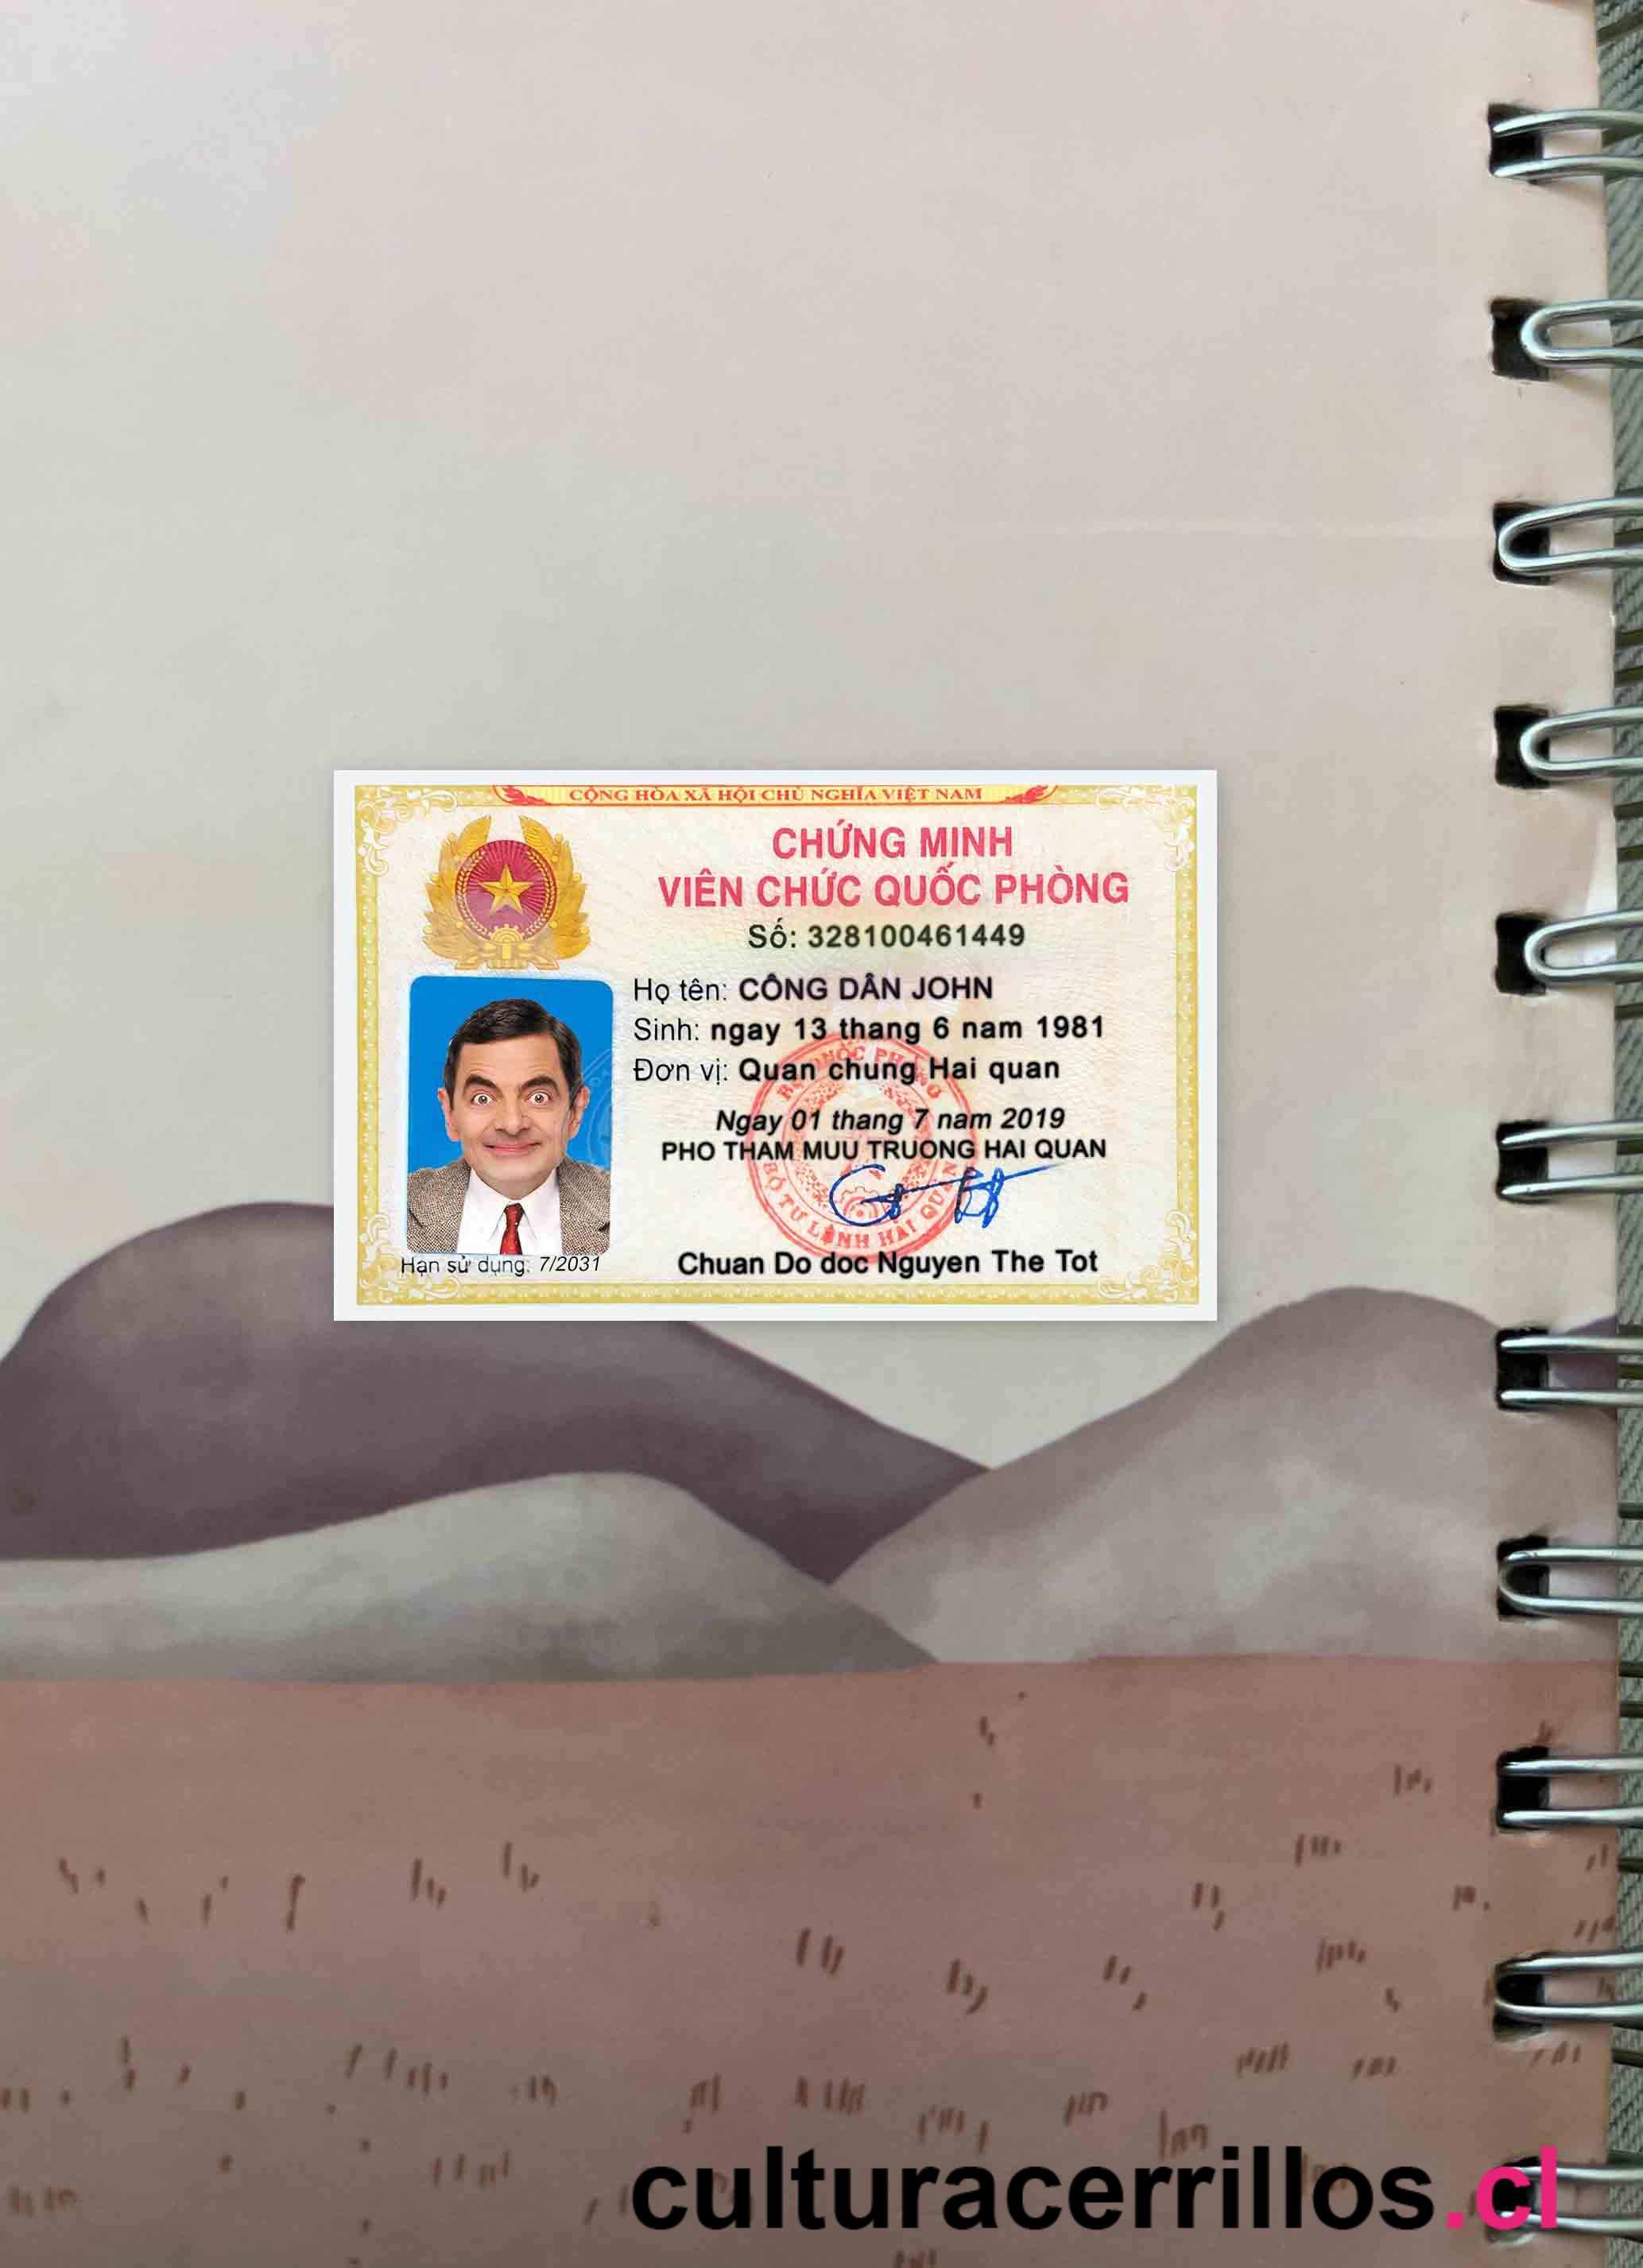 CỘNG HÒA XÃ HỘI CHỦ NGHĨA VIỆT NAM
CHỨNG MINH
VIÊN CHỨC QUỐC PHÒNG
Số: 328100461449
Họ tên: CÔNG DÂN JOHN
Sinh: ngay 13 thang 6 nam 1981
Đơn vị: Quan chung Hai quan
Ngay 01 thang 7 nam 2019
PHO THAM MUU TRUONG HAI QUAN
BỘ TƯ LỆNH HẢI QUÂN
Chuan Do doc Nguyen The Tot
Hạn sử dụng: 7/2031
culturacerrillos.cl